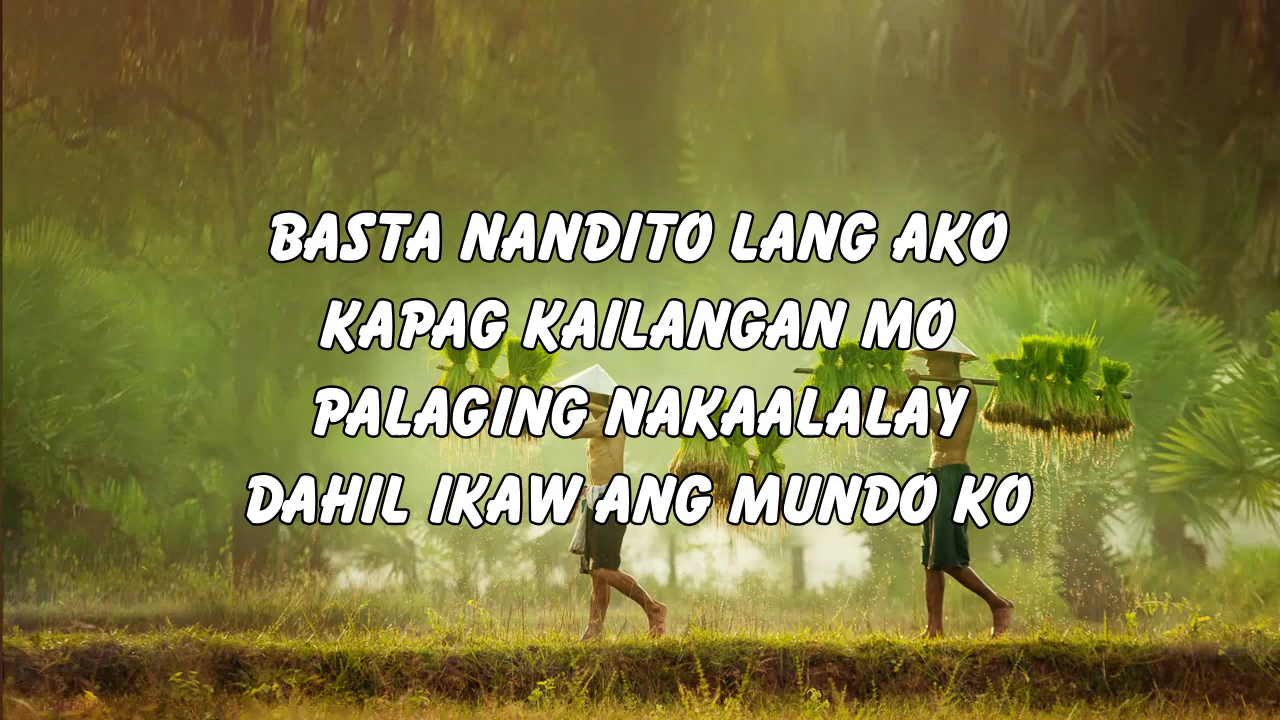 BASTA NANDITO LANG AKO
KAPAG KAILANGAN MO
PALAGING NAKAALALAY
DAHIL IKAW ANG MUNDO KO